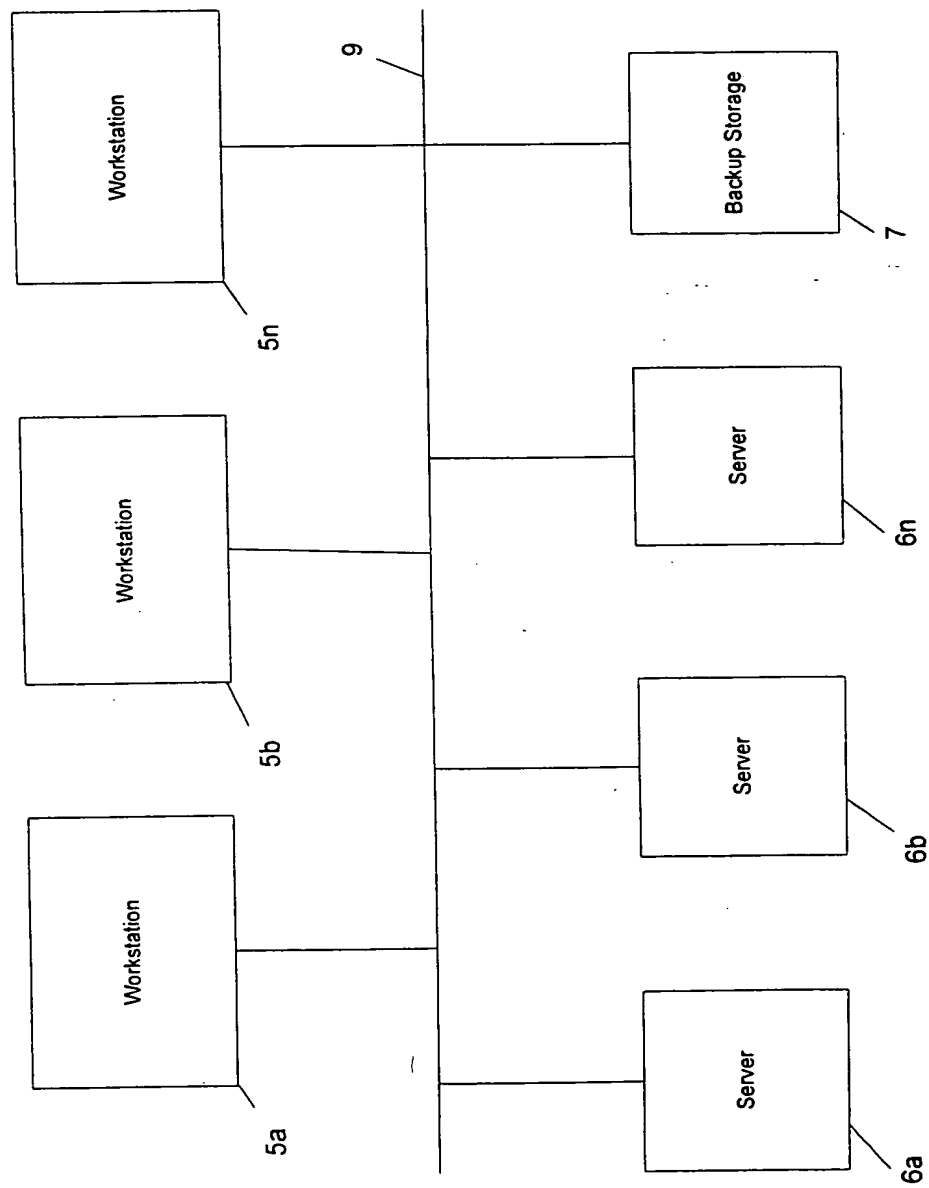 Workstation
5a
Workstation
5b
Workstation
5n
9
Server
6a
Server
6b
Server
6n
Backup Storage
7